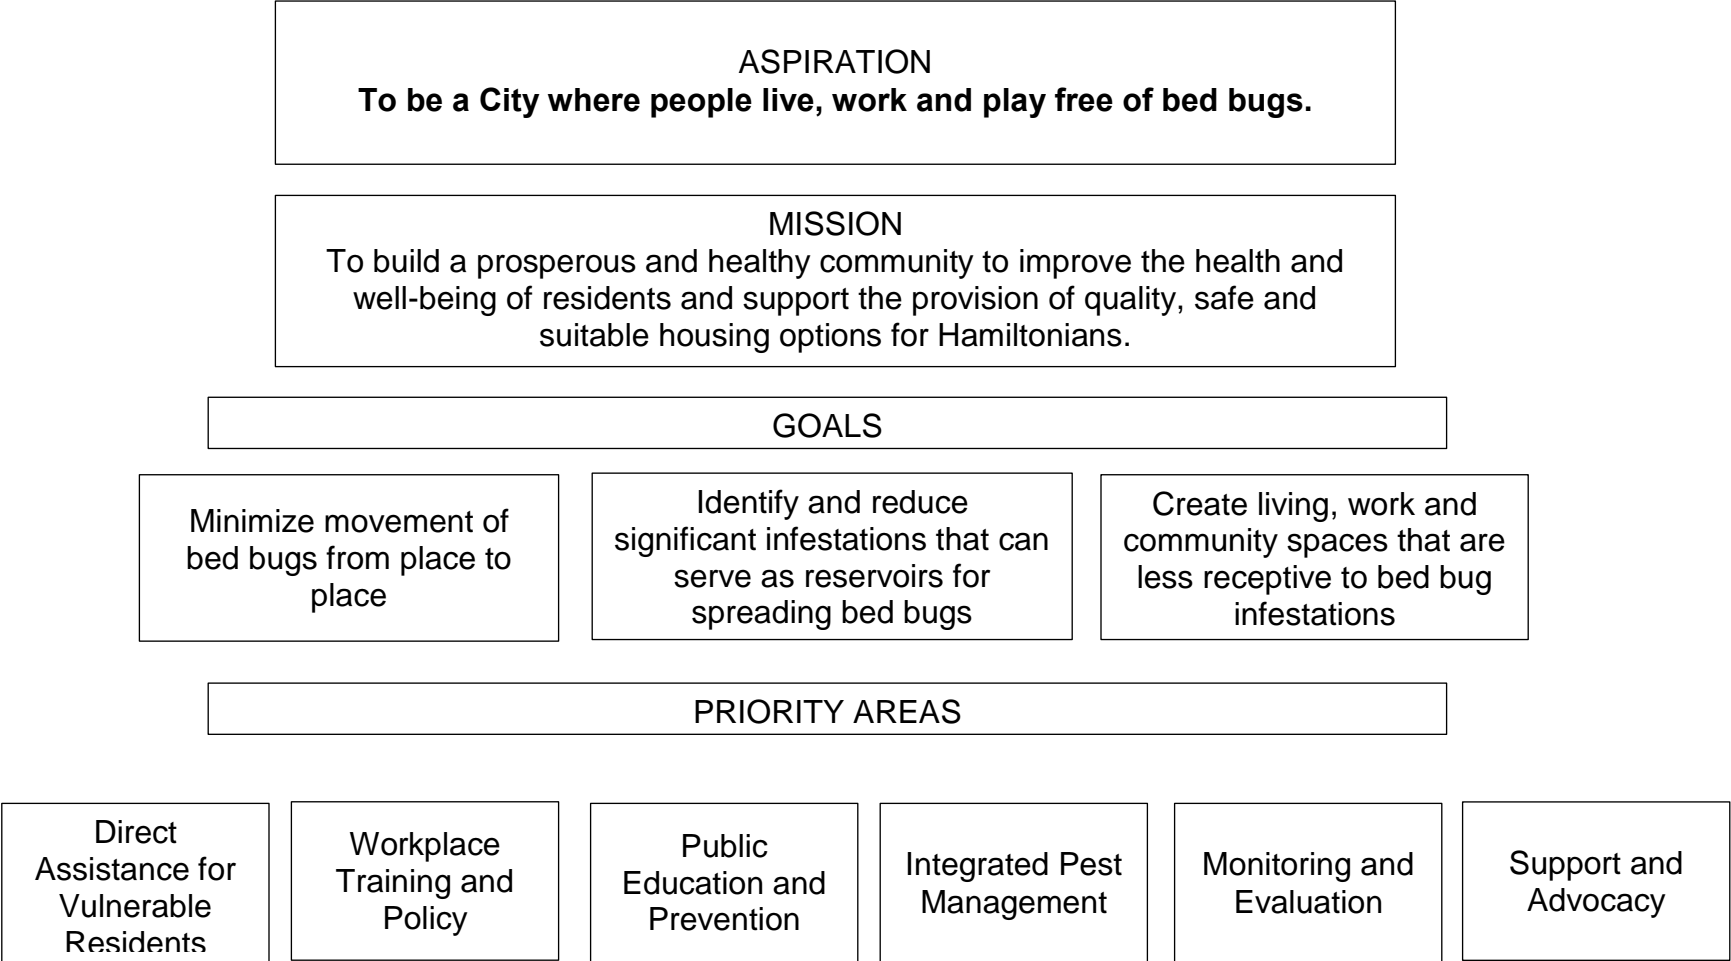 ASPIRATION
To be a City where people live, work and play free of bed bugs.
MISSION
To build a prosperous and healthy community to improve the health and
well-being of residents and support the provision of quality, safe and
suitable housing options for Hamiltonians.
GOALS
Minimize movement of
bed bugs from place to
place
Identify and reduce
significant infestations that can
serve as reservoirs for
spreading bed bugs
Create living, work and
community spaces that are
less receptive to bed bug
infestations
PRIORITY AREAS
Direct
Assistance for
Vulnerable
Residents
Workplace
Training and
Policy
Public
Education and
Prevention
Integrated Pest
Management
Monitoring and
Evaluation
Support and
Advocacy